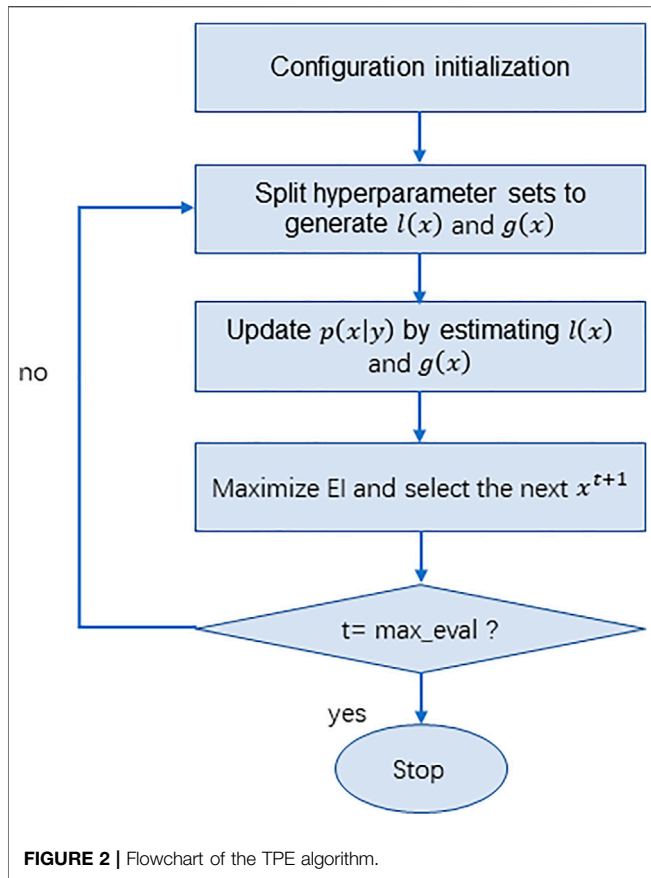 Configuration initialization
Split hyperparameter sets to
generate l(x) and g(x)
Update p(x|y) by estimating l(x)
and g(x)
no
Maximize EI and select the next x^{t+1}
t= max_eval ?
yes
Stop
FIGURE 2 | Flowchart of the TPE algorithm.